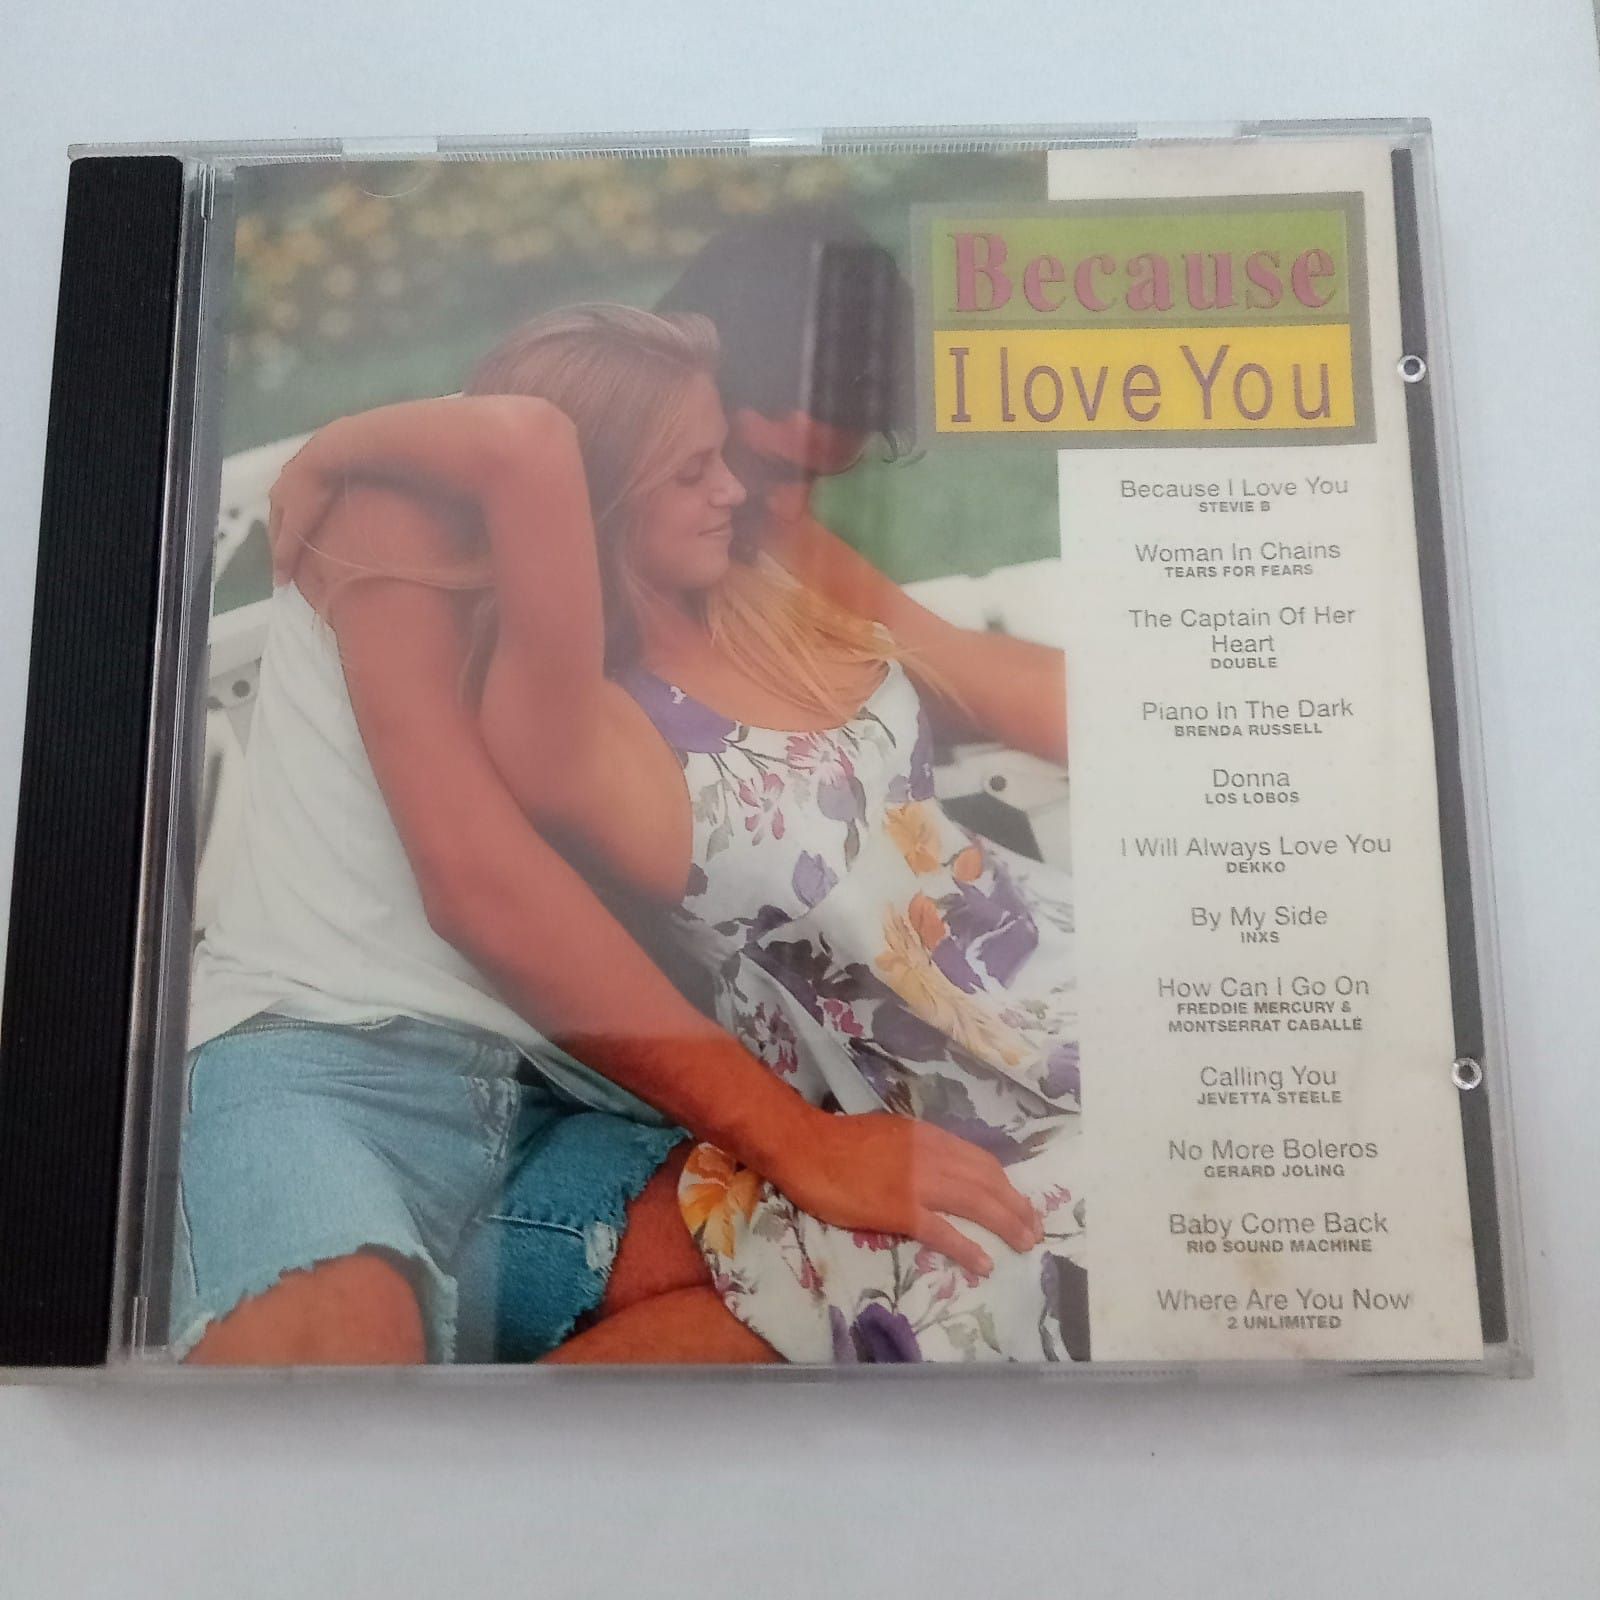 Because
I love You
Because I Love You
STEVIE B
Woman In Chains
TEARS FOR FEARS
The Captain Of Her
Heart
DOUBLE
Piano In The Dark
BRENDA RUSSELL
Donna
LOS LOBOS
I Will Always Love You
DEKKO
By My Side
INXS
How Can I Go On
FREDDIE MERCURY &
MONTSERRAT CABALLÉ
Calling You
JEVETTA STEELE
No More Boleros
GERARD JOLING
Baby Come Back
RIO SOUND MACHINE
Where Are You Now
2 UNLIMITED